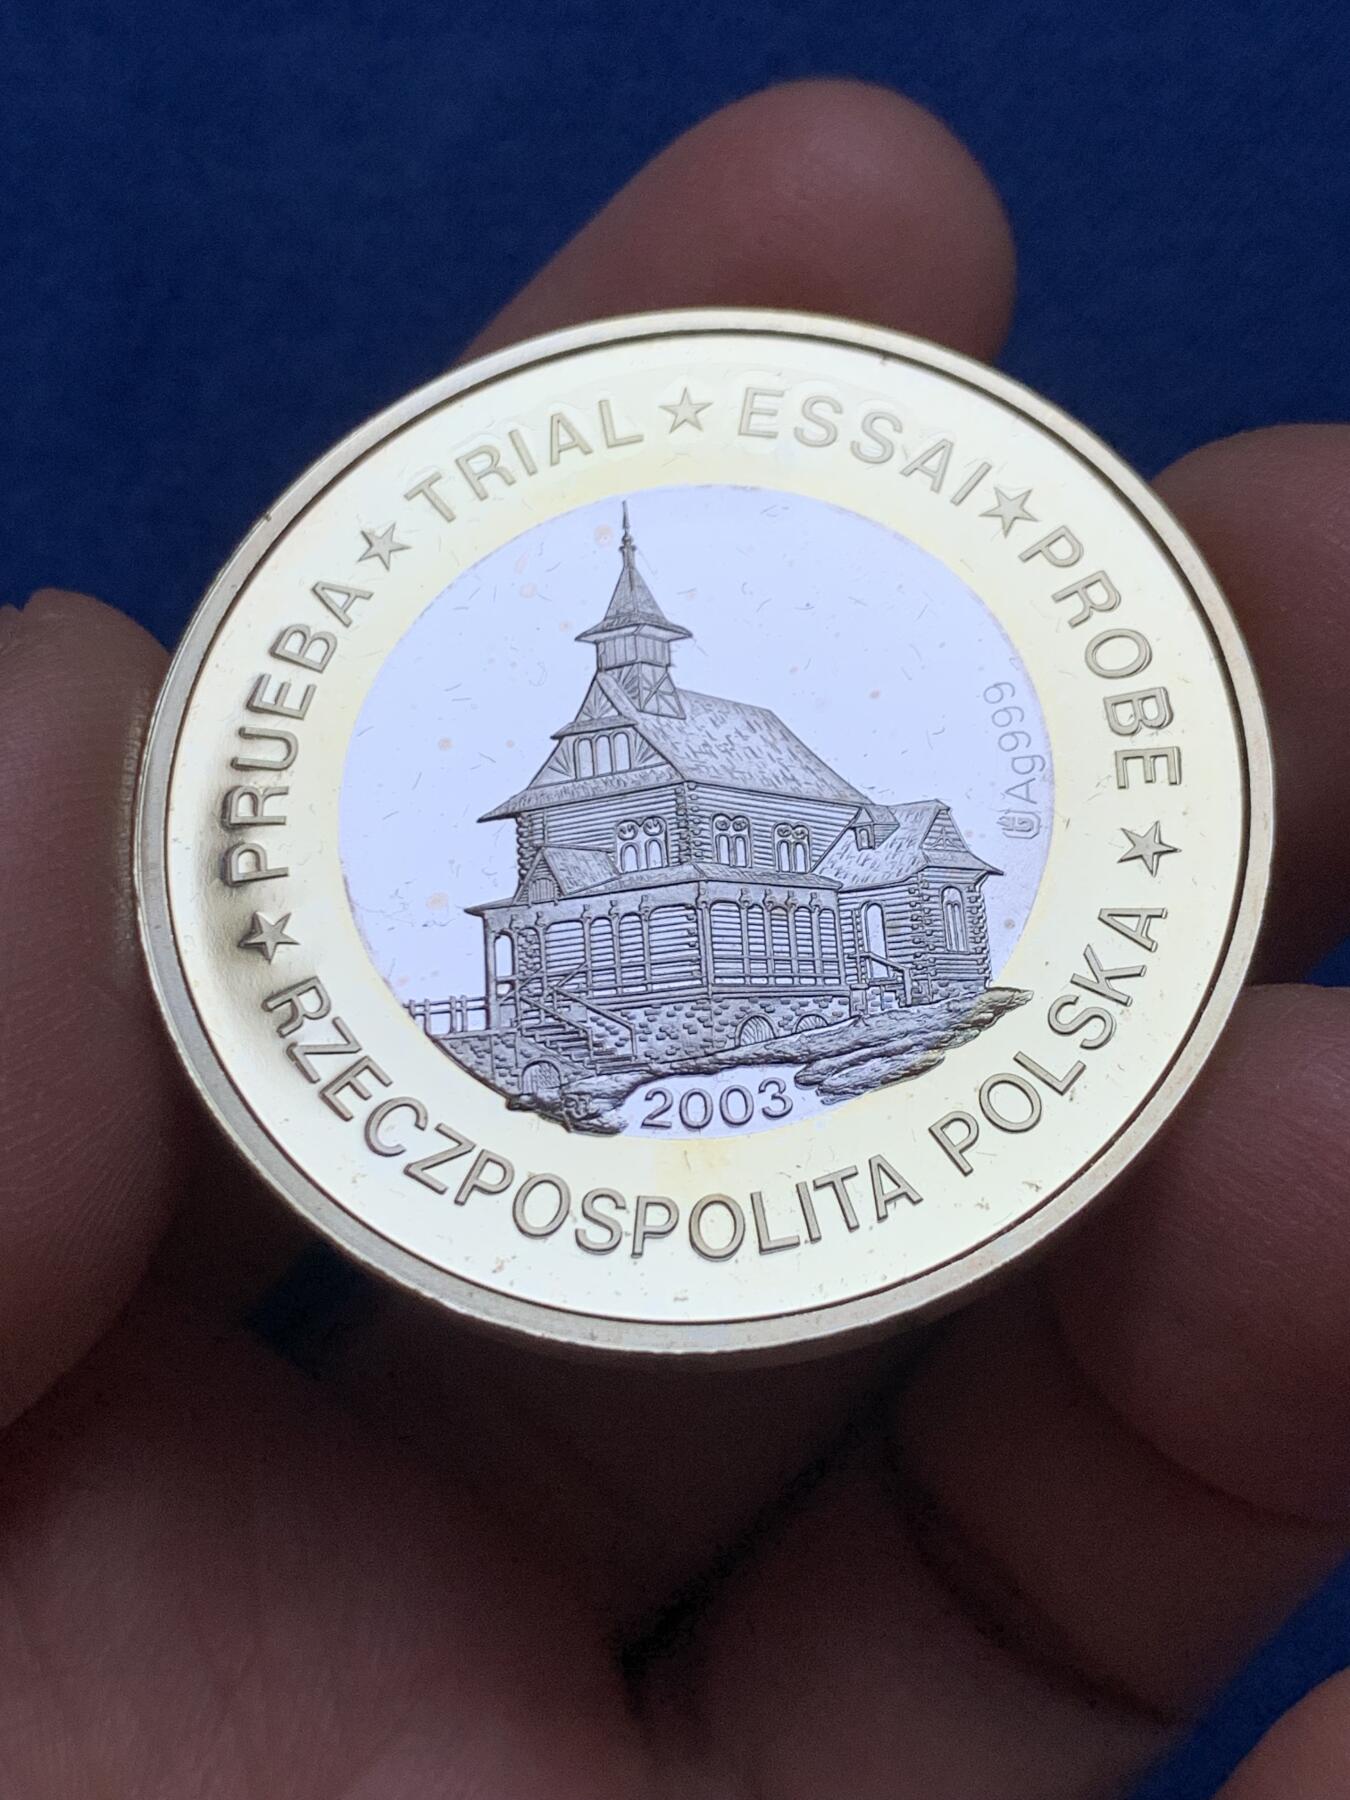 ★ PRUEBA ★ TRIAL ★ ESSAI ★ PROBE ★
RZECZPOSPOLITA POLSKA
Ag999
2003